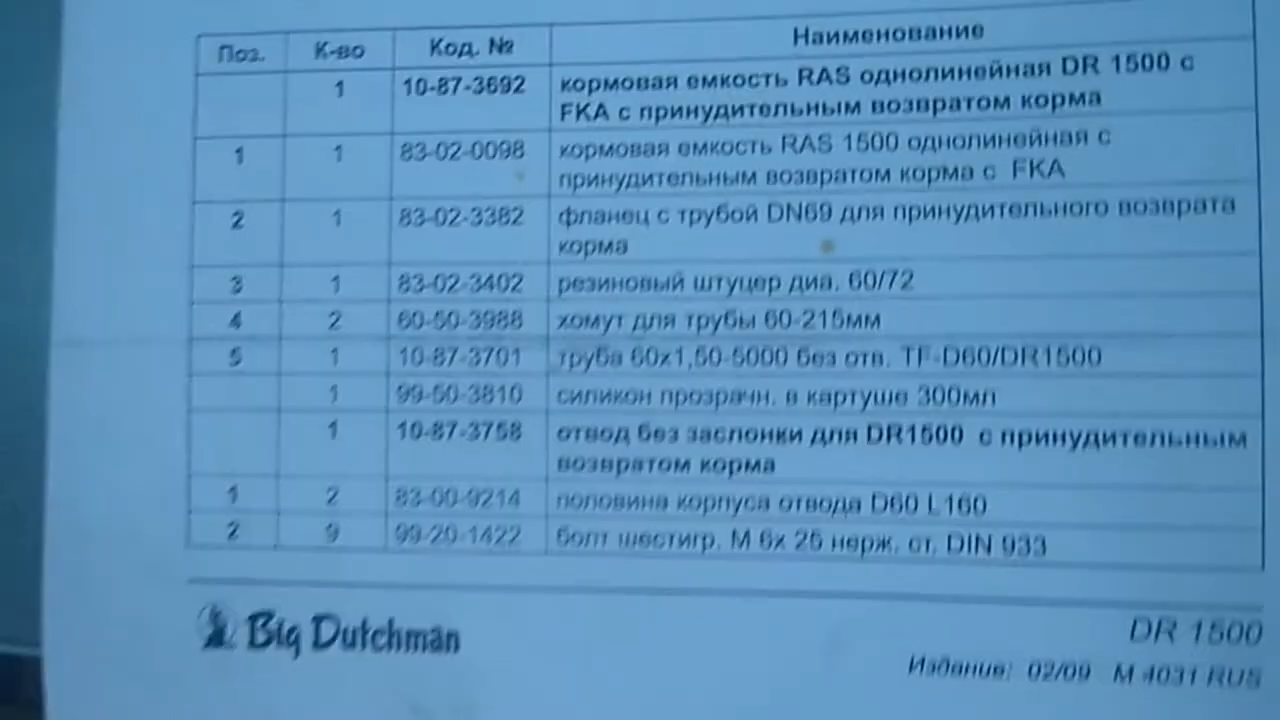 Поз. К-во Код. № Наименование
1 10-87-3692 кормовая емкость RAS однолинейная DR 1500 с
FKA с принудительным возвратом корма
1 1 83-02-0098 кормовая емкость RAS 1500 однолинейная с
принудительным возвратом корма с FKA
2 1 83-02-3382 фланец с трубой DN69 для принудительного возврата
корма
3 1 83-02-3402 резиновый штуцер диа. 60/72
4 2 60-50-3988 хомут для трубы 60-215мм
5 1 10-87-3701 труба 60x1,50-5000 без отв. TF-D60/DR1500
1 99-50-3810 силикон прозрачн. в картуше 300мл
1 10-87-3758 отвод без заслонки для DR1500 с принудительным
возвратом корма
1 2 83-00-9214 половина корпуса отвода D60 L160
2 9 99-20-1422 болт шестигр. М 6х 25 нерж. ст. DIN 933
Big Dutchman
DR 1500
Издание: 02/09 M 4031 RUS